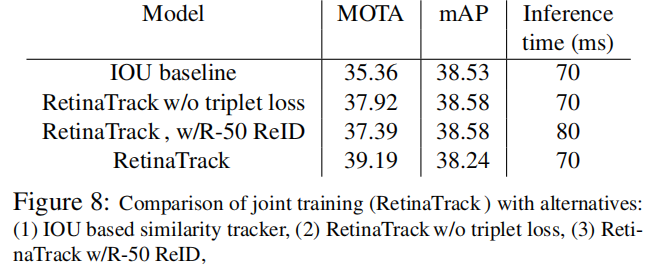 Model MOTA mAP Inference
time (ms)
IOU baseline 35.36 38.53 70
RetinaTrack w/o triplet loss 37.92 38.58 70
RetinaTrack , w/R-50 ReID 37.39 38.58 80
RetinaTrack 39.19 38.24 70
Figure 8: Comparison of joint training (RetinaTrack ) with alternatives:
(1) IOU based similarity tracker, (2) RetinaTrack w/o triplet loss, (3) Reti-
naTrack w/R-50 ReID,